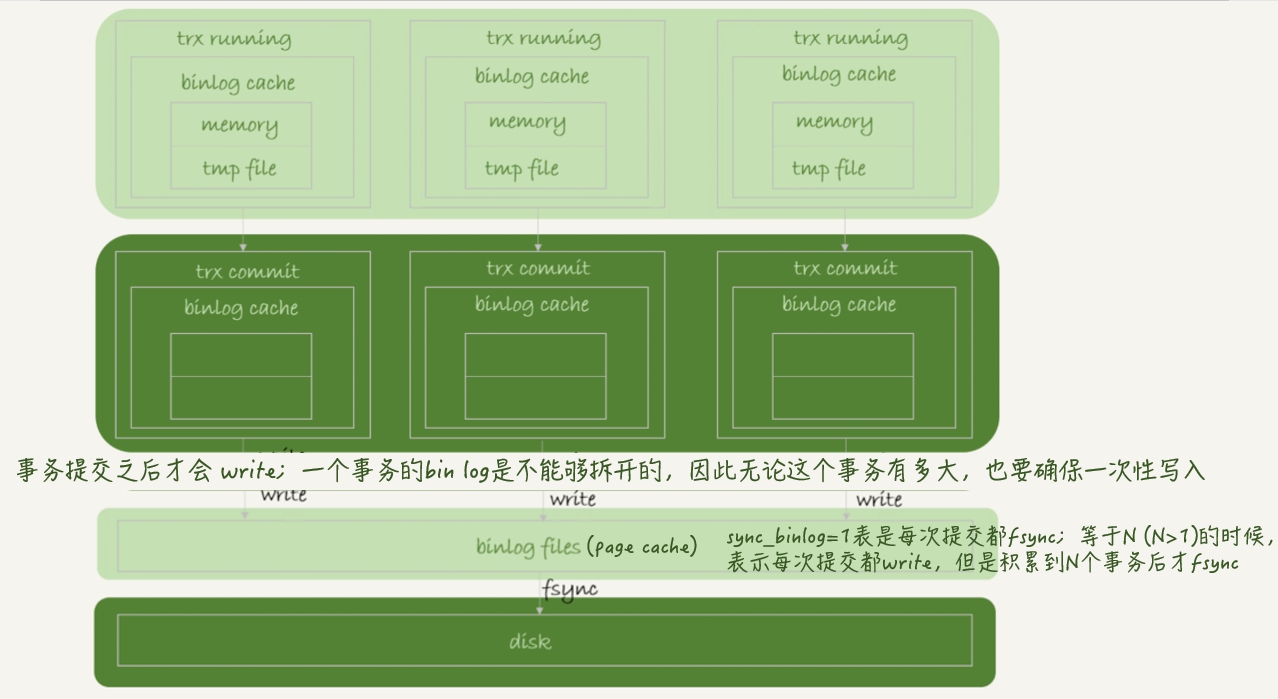 trx running trx running trx running
binlog cache binlog cache binlog cache
memory memory memory
tmp file tmp file tmp file
trx commit trx commit trx commit
binlog cache binlog cache binlog cache
事务提交之后才会 write；一个事务的bin log是不能够拆开的，因此无论这个事务有多大，也要确保一次性写入
write write write
binlog files (page cache)
sync_binlog=1表是每次提交都fsync；等于N (N>1)的时候，
表示每次提交都write，但是积累到N个事务后才fsync
fsync
disk